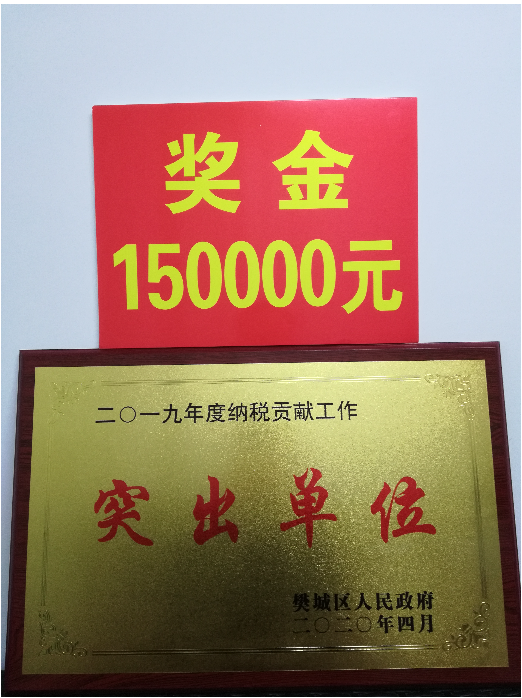 奖金
150000元
二〇一九年度纳税贡献工作
突出单位
樊城区人民政府
二〇二〇年四月